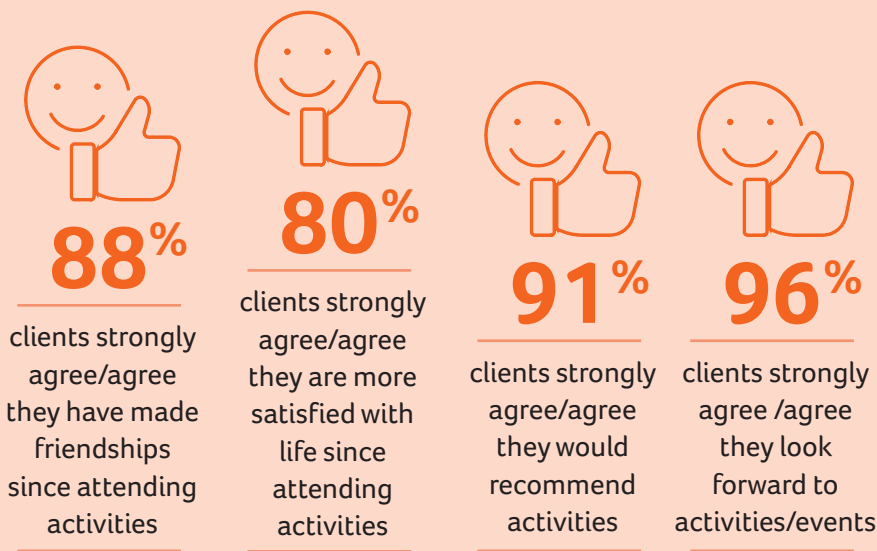 88%
clients strongly
agree/agree
they have made
friendships
since attending
activities
80%
clients strongly
agree/agree
they are more
satisfied with
life since
attending
activities
91%
clients strongly
agree/agree
they would
recommend
activities
96%
clients strongly
agree /agree
they look
forward to
activities/events